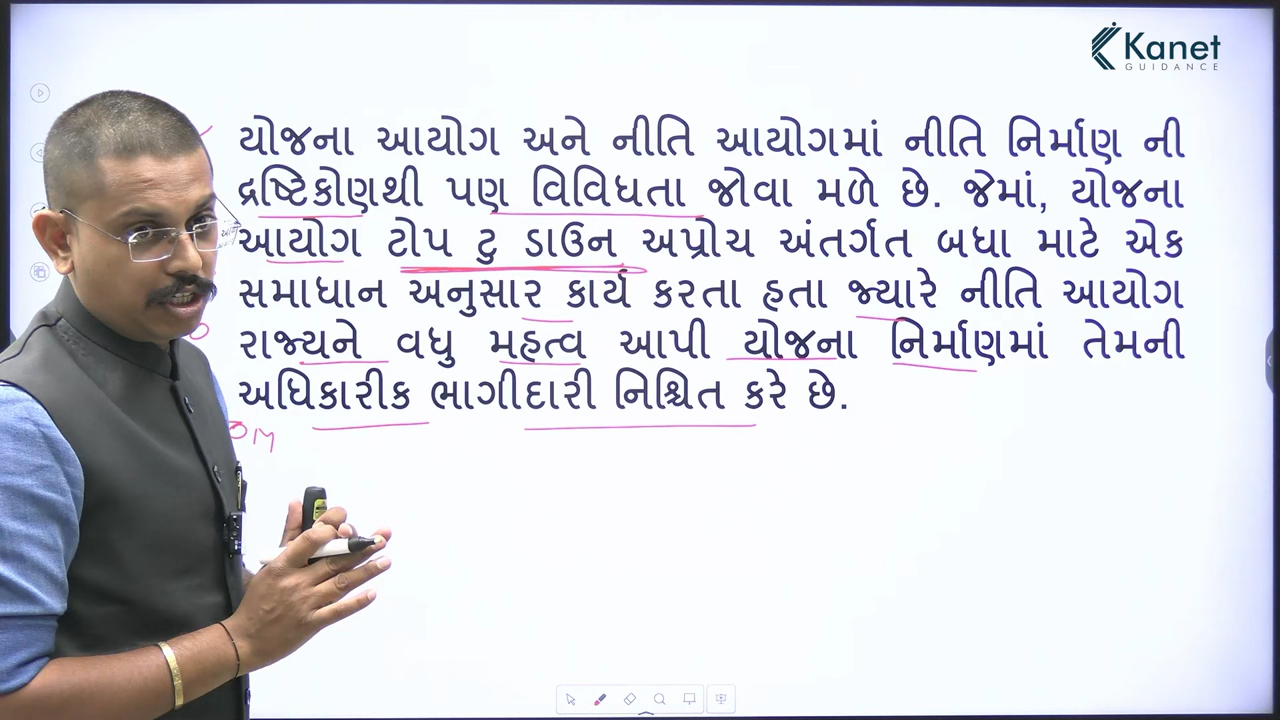 Kanet
GUIDANCE
યોજના આયોગ અને નીતિ આયોગમાં નીતિ નિર્માણ ની
દ્રષ્ટિકોણથી પણ વિવિધતા જોવા મળે છે. જેમાં, યોજના
આયોગ ટોપ ટુ ડાઉન અપ્રોચ અંતર્ગત બધા માટે એક
સમાધાન અનુસાર કાર્ય કરતા હતા જ્યારે નીતિ આયોગ
રાજ્યને વધુ મહત્વ આપી યોજના નિર્માણમાં તેમની
અધિકારીક ભાગીદારી નિશ્ચિત કરે છે.